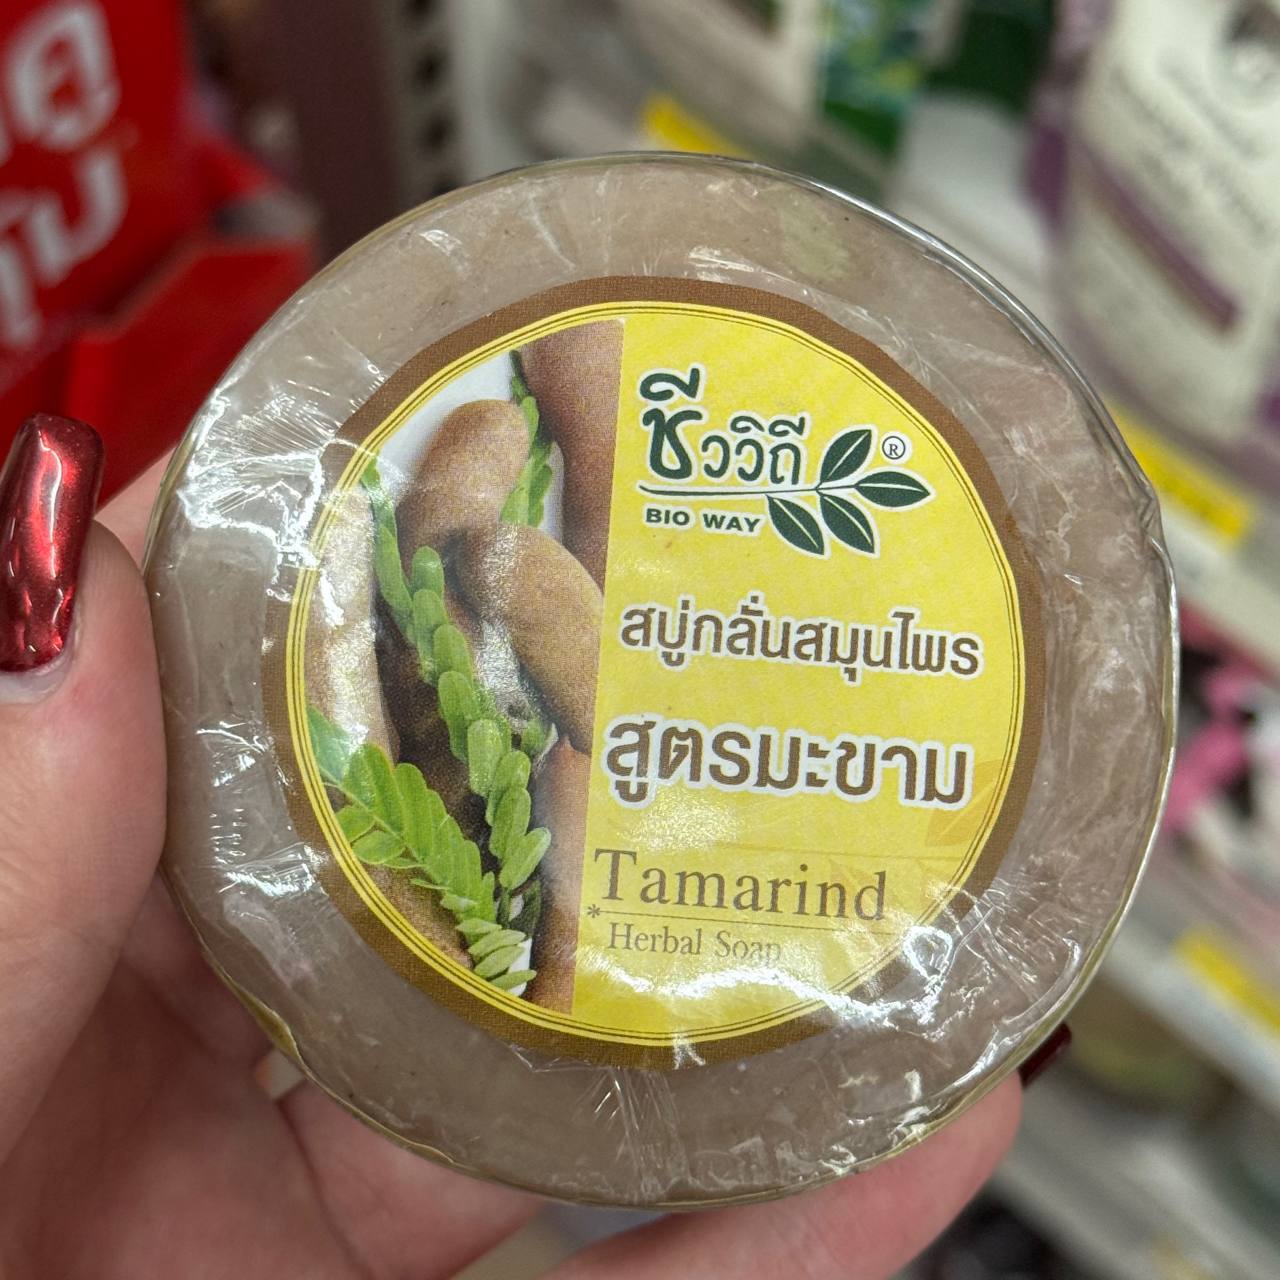 ชีววิถี
®
BIO WAY
สบู่กลั่นสมุนไพร
สูตรมะขาม
Tamarind
*
Herbal Soap